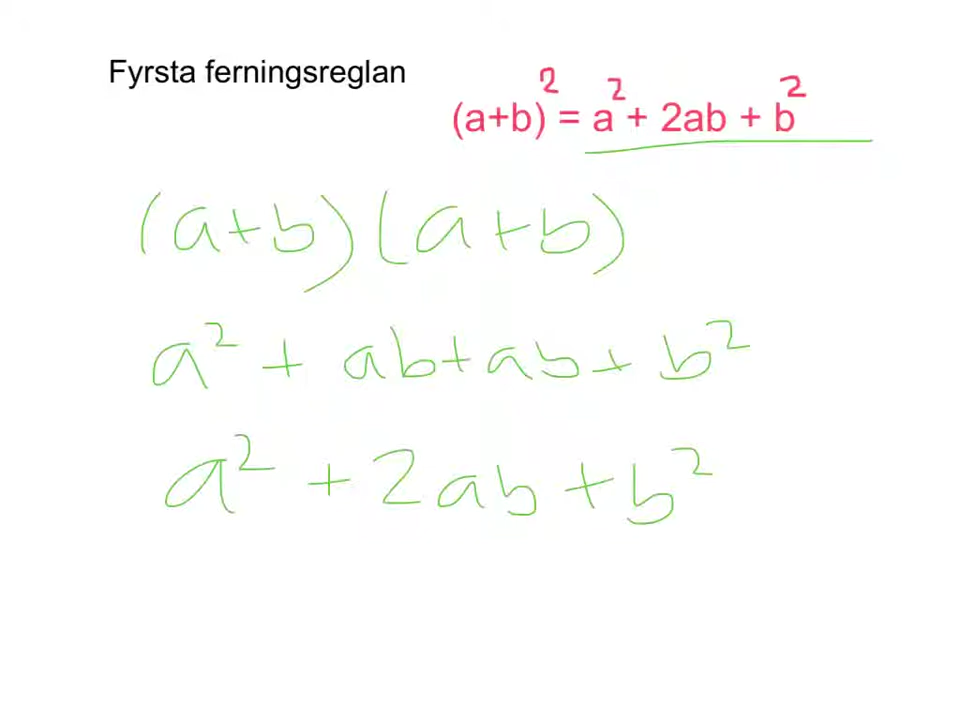 Fyrsta ferningsreglan
(a+b)² = a² + 2ab + b²
(a+b)(a+b)
a² + ab+ab+b²
a² + 2ab+b²